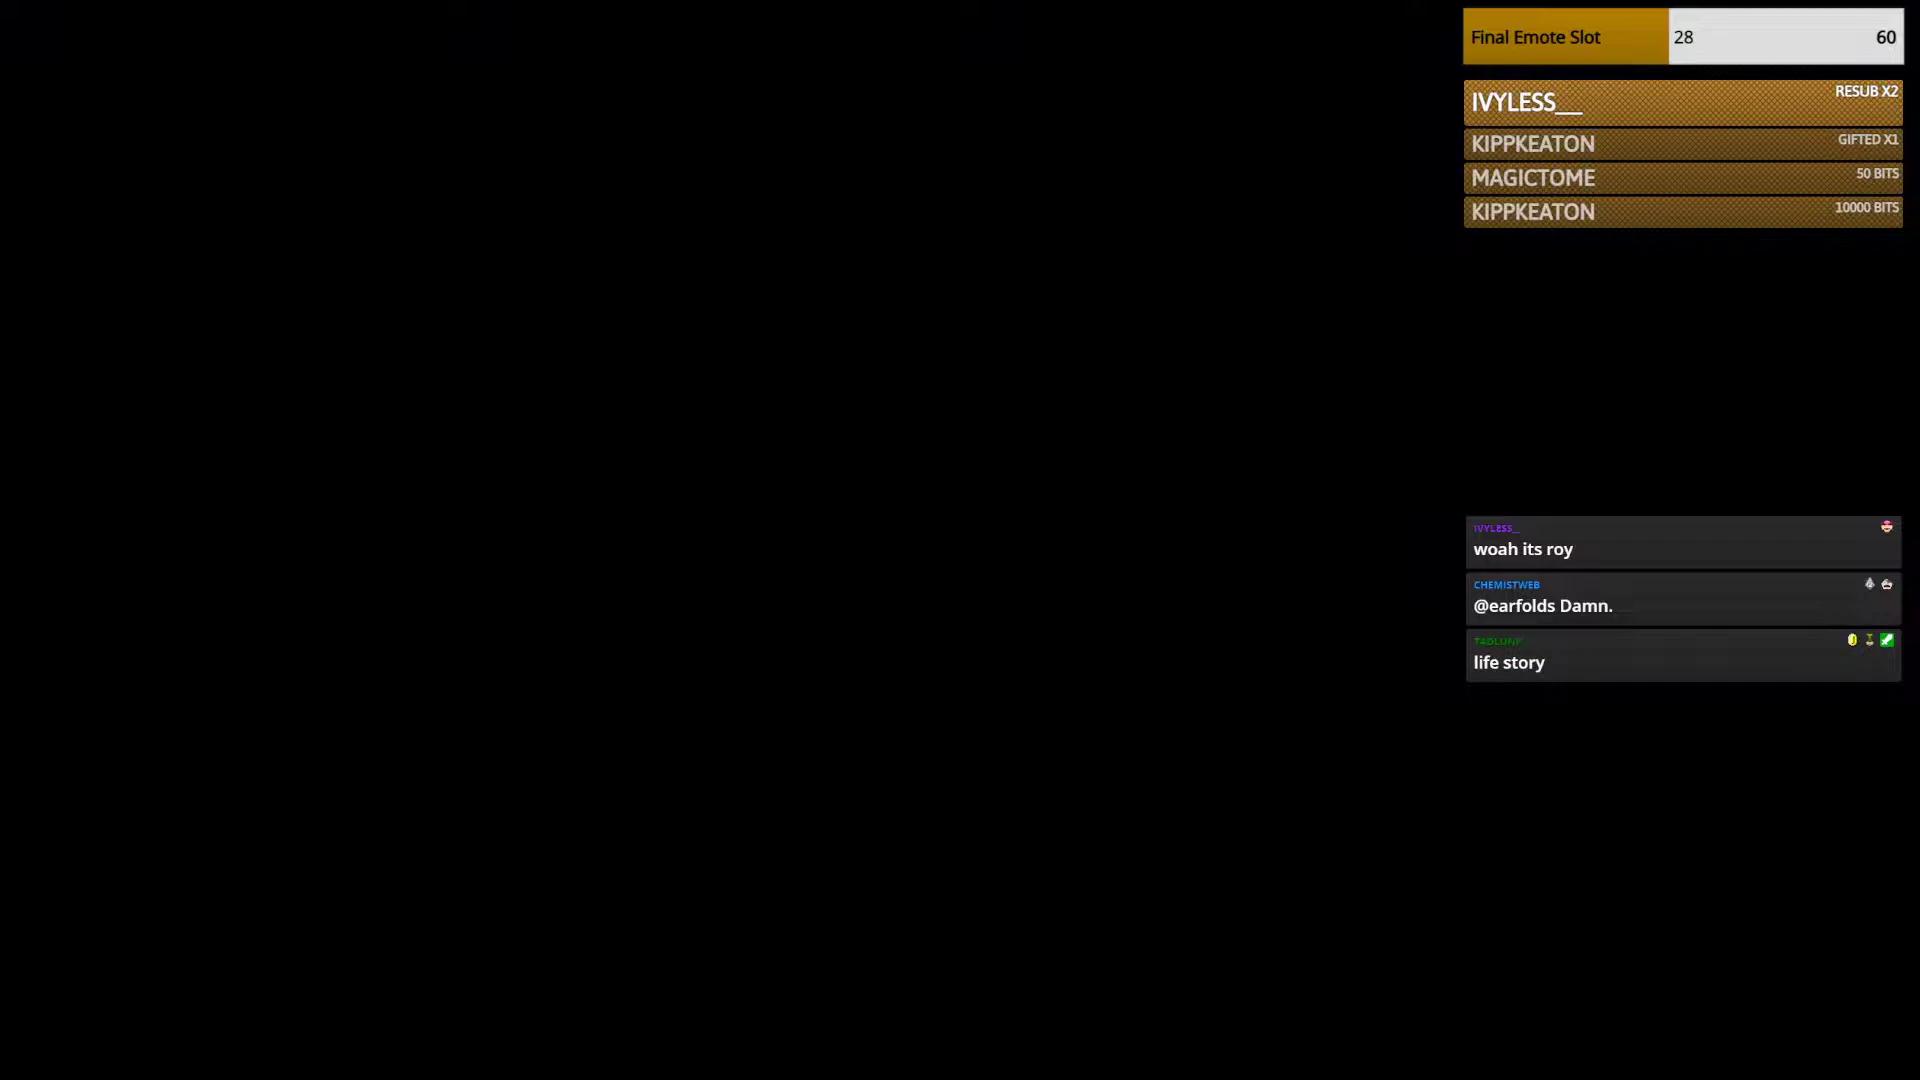 Final Emote Slot 28 60
IVYLESS__ RESUB X2
KIPPKEATON GIFTED X1
MAGICTOME 50 BITS
KIPPKEATON 10000 BITS
IVYLESS__
woah its roy
CHEMISTWEB
@earfolds Damn.
life story